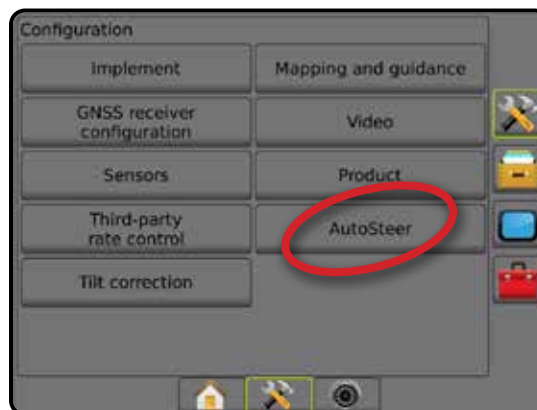 Configuration
Implement
Mapping and guidance
GNSS receiver
configuration
Video
Sensors
Product
Third-party
rate control
AutoSteer
Tilt correction